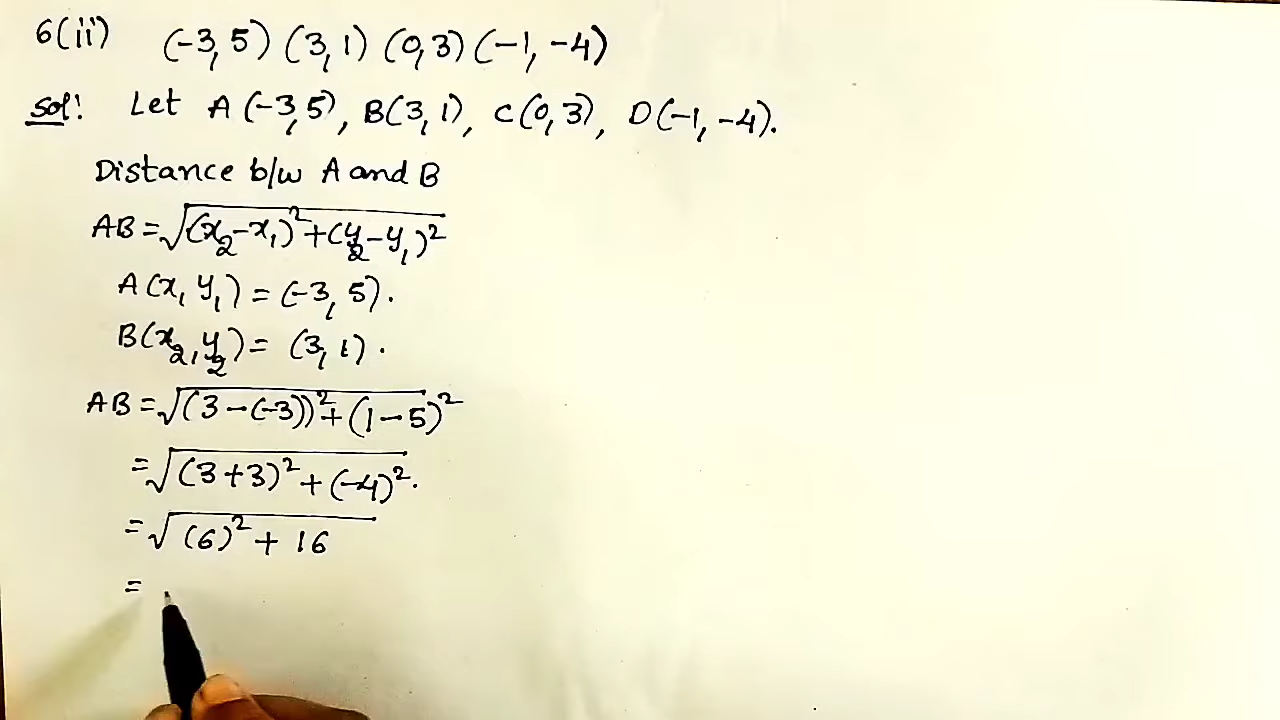 6(ii) (-3, 5) (3, 1) (0, 3) (-1, -4)
Sol: Let A (-3, 5), B(3, 1), C(0, 3), D(-1, -4).
Distance b/w A and B
AB = √(x₂-x₁)²+(y₂-y₁)²
A(x₁ y₁) = (-3, 5).
B(x₂, y₂) = (3, 1).
AB = √(3-(-3))²+(1-5)²
= √(3+3)²+(-4)².
= √(6)²+16
=